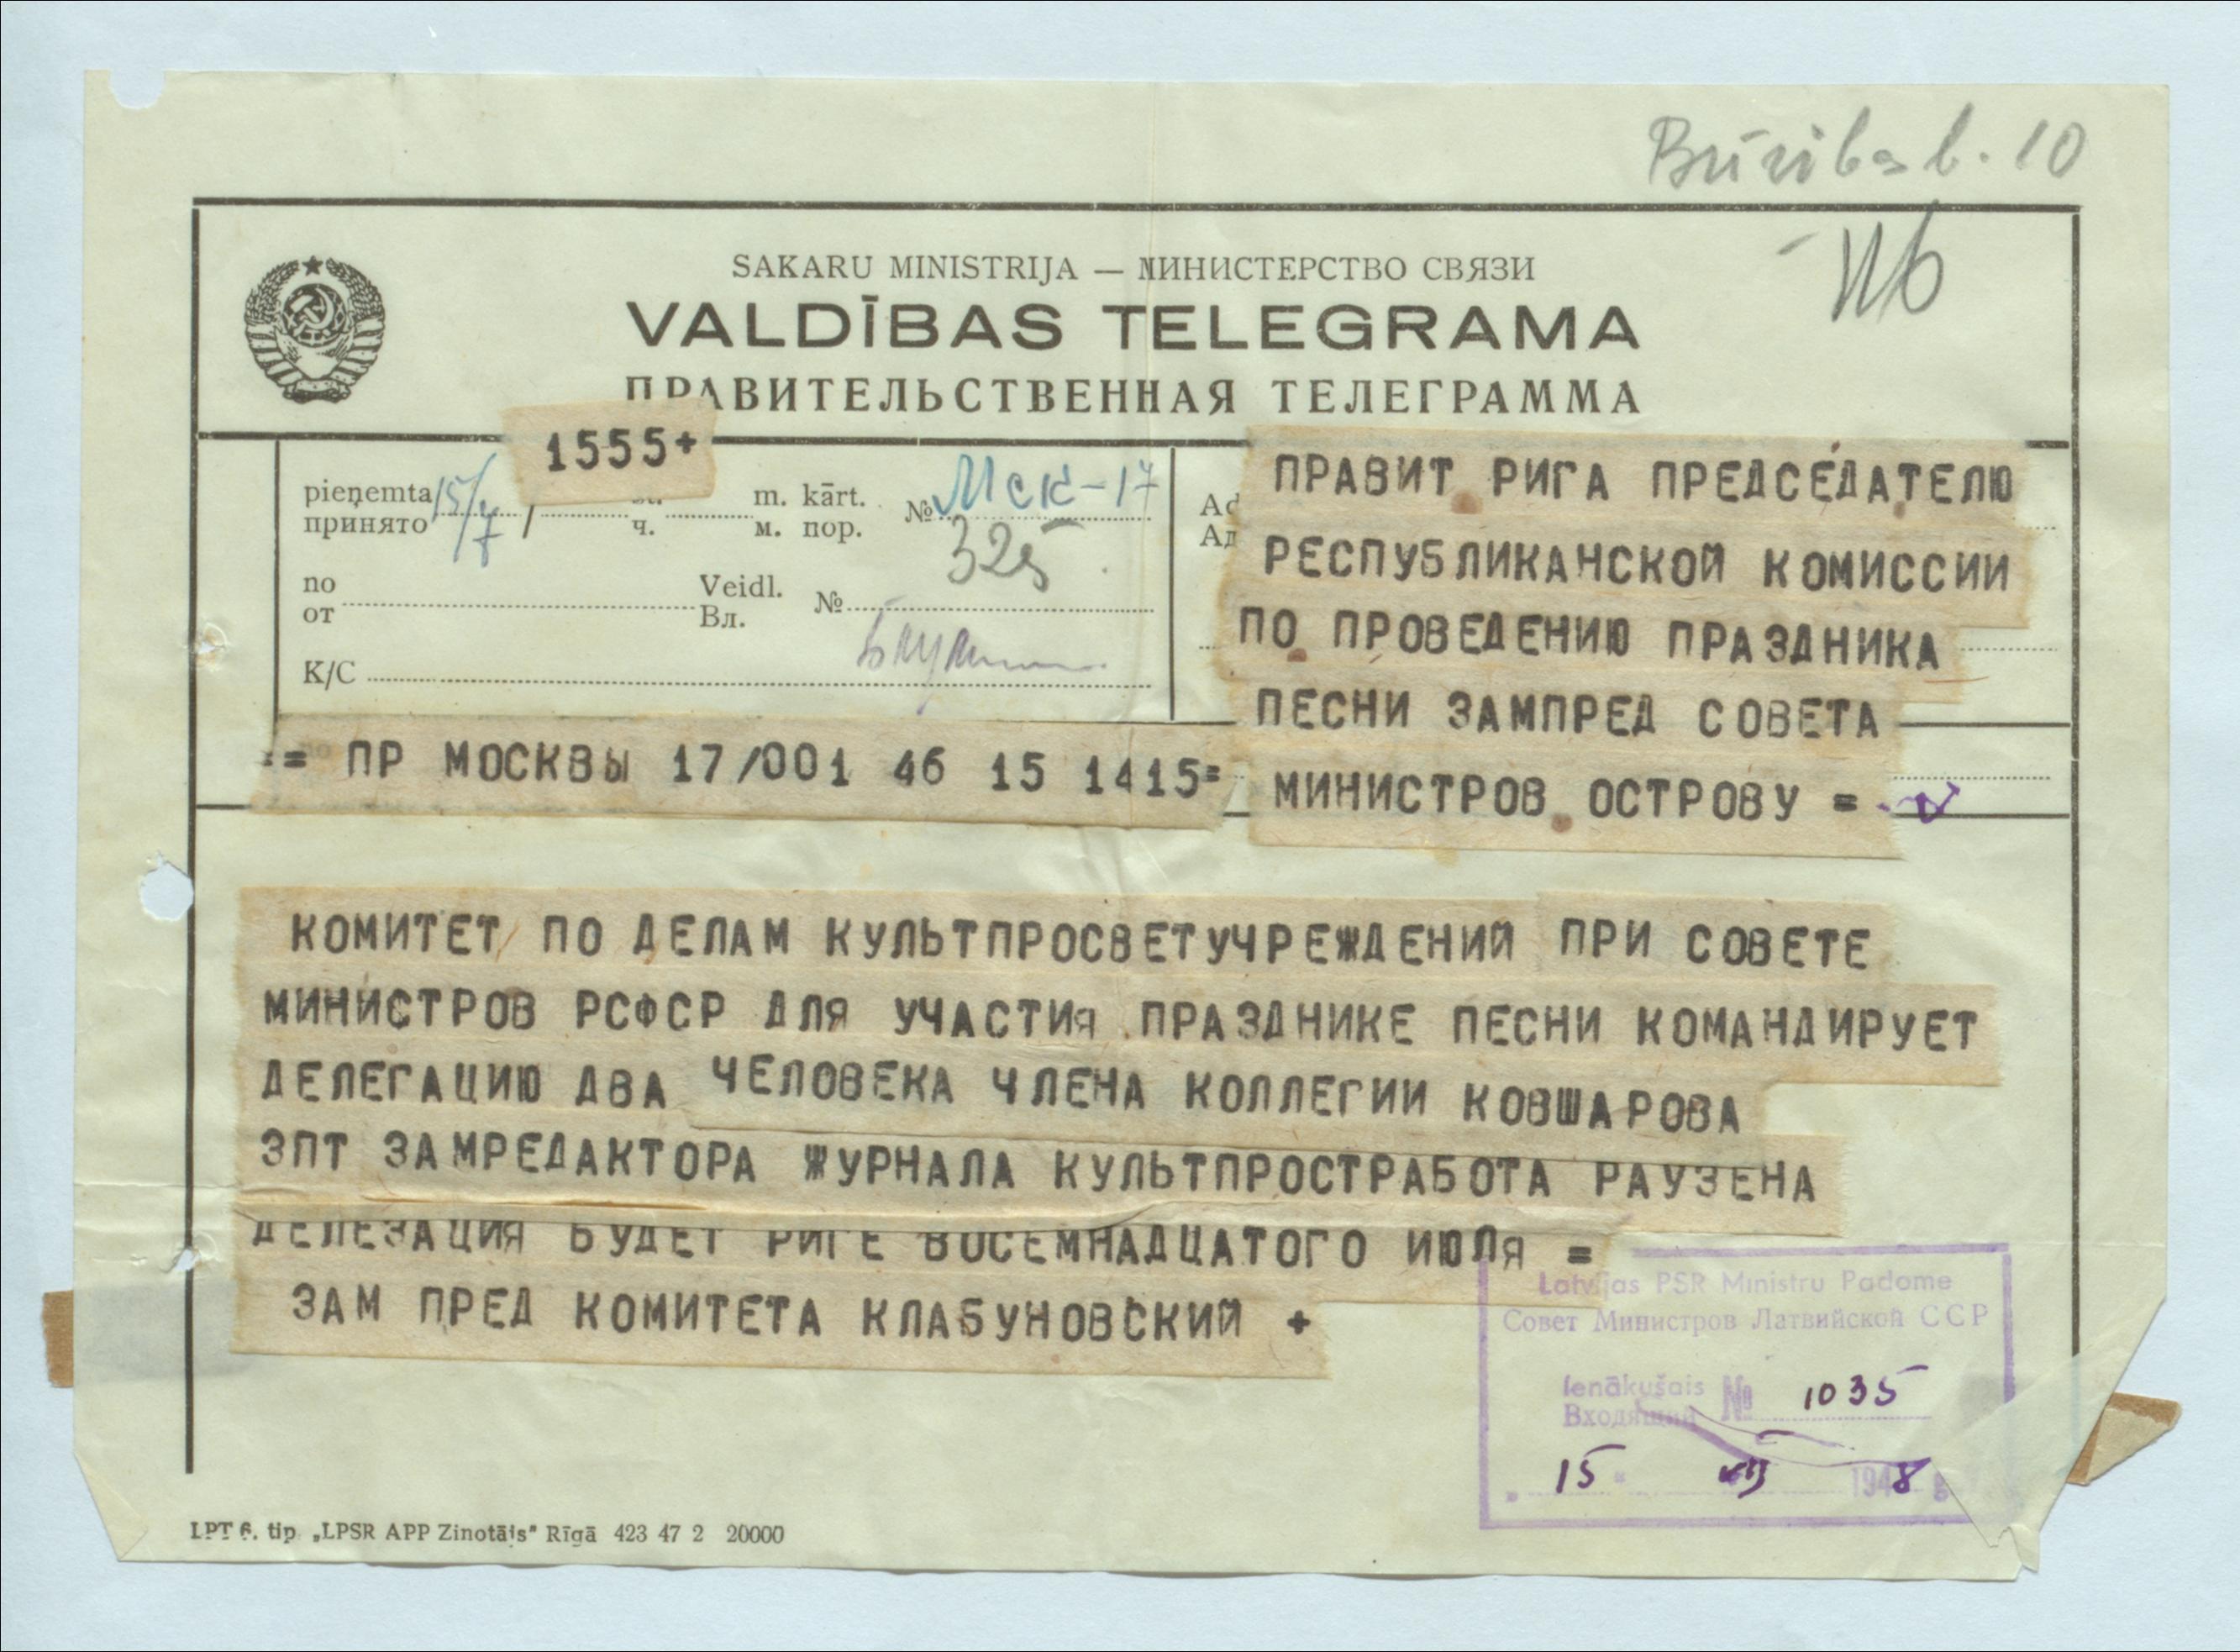 10
SAKARU MINISTRIJA — МИНИСТЕРСТВО СВЯЗИ
VALDĪBAS TELEGRAMA
ПРАВИТЕЛЬСТВЕННАЯ ТЕЛЕГРАММА
1555+
pieņemta 15/7 m. kārt. № Мск-17
принято ч. м. пор.
325
no Veidl. №
от Вл.
K/C
== ПР МОСКВЫ 17/001 46 15 1415=
ПРАВИТ РИГА ПРЕДСЕДАТЕЛЮ
РЕСПУБЛИКАНСКОЙ КОМИССИИ
ПО ПРОВЕДЕНИЮ ПРАЗДНИКА
ПЕСНИ ЗАМПРЕД СОВЕТА
МИНИСТРОВ ОСТРОВУ =
КОМИТЕТ ПО ДЕЛАМ КУЛЬТПРОСВЕТУЧРЕЖДЕНИЙ ПРИ СОВЕТЕ
МИНИСТРОВ РСФСР ДЛЯ УЧАСТИЯ ПРАЗДНИКЕ ПЕСНИ КОМАНДИРУЕТ
ДЕЛЕГАЦИЮ ДВА ЧЕЛОВЕКА ЧЛЕНА КОЛЛЕГИИ КОВШАРОВА
ЗПТ ЗАМРЕДАКТОРА ЖУРНАЛА КУЛЬТПРОСТРАБОТА РАУЗЕНА
ДЕЛЕЗАЦИЯ БУДЕТ РИГЕ ВОСЕМНАДЦАТОГО ИЮЛЯ =
ЗАМ ПРЕД КОМИТЕТА КЛАБУНОВСКИЙ +
Latvijas PSR Ministru Padome
Совет Министров Латвийской ССР
Ienākušais № 1035
Входящий
15 VII 1948 g
LPT 6. tip. „LPSR APP Zinotājs" Rīgā 423 47 2 20000